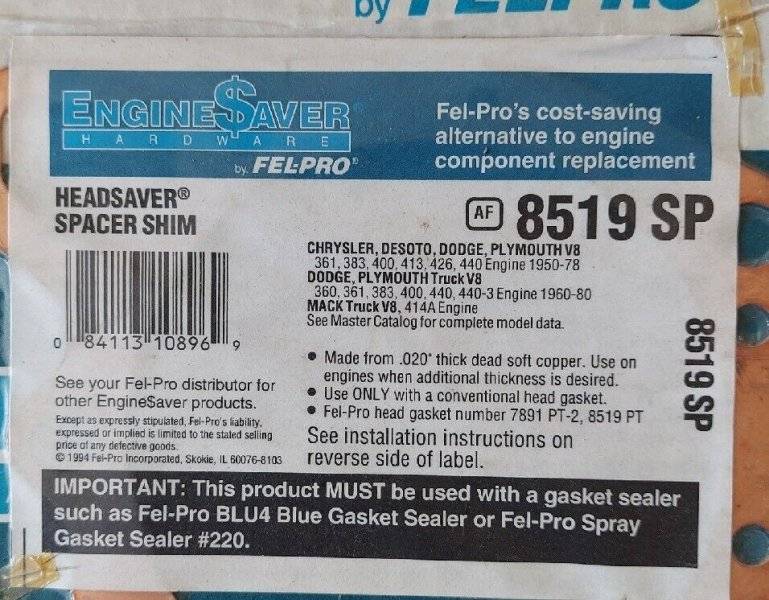 by FELPRO
ENGINE$AVER
HARDWARE
by FEL-PRO®
Fel-Pro's cost-saving
alternative to engine
component replacement
HEADSAVER®
SPACER SHIM
AF 8519 SP
CHRYSLER, DESOTO, DODGE, PLYMOUTH V8
361, 383, 400, 413, 426, 440 Engine 1950-78
DODGE, PLYMOUTH Truck V8
360, 361, 383, 400, 440, 440-3 Engine 1960-80
MACK Truck V8, 414A Engine
See Master Catalog for complete model data.
0 84113 10896 9
• Made from .020" thick dead soft copper. Use on
engines when additional thickness is desired.
• Use ONLY with a conventional head gasket.
• Fel-Pro head gasket number 7891 PT-2, 8519 PT
See installation instructions on
reverse side of label.
8519 SP
See your Fel-Pro distributor for
other Engine$aver products.
Except as expressly stipulated, Fel-Pro's liability,
expressed or implied is limited to the stated selling
price of any defective goods.
© 1994 Fel-Pro Incorporated, Skokie, IL 60076-8103
IMPORTANT: This product MUST be used with a gasket sealer
such as Fel-Pro BLU4 Blue Gasket Sealer or Fel-Pro Spray
Gasket Sealer #220.